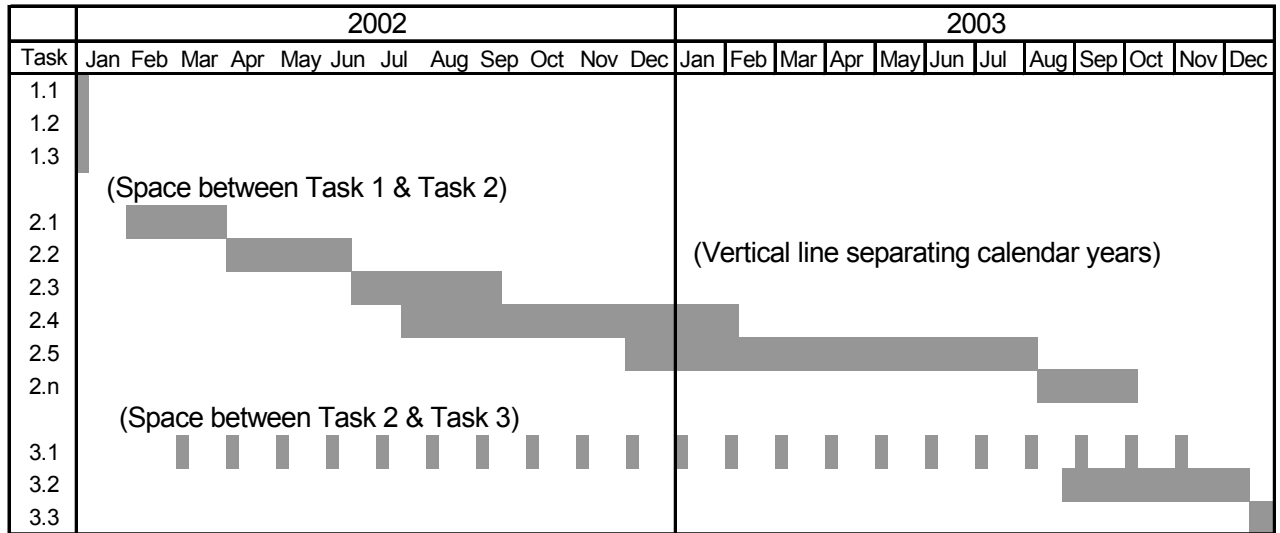 2002 2003
Task Jan Feb Mar Apr May Jun Jul Aug Sep Oct Nov Dec Jan Feb Mar Apr May Jun Jul Aug Sep Oct Nov Dec
1.1
1.2
1.3
(Space between Task 1 & Task 2)
2.1
2.2 (Vertical line separating calendar years)
2.3
2.4
2.5
2.n
(Space between Task 2 & Task 3)
3.1
3.2
3.3